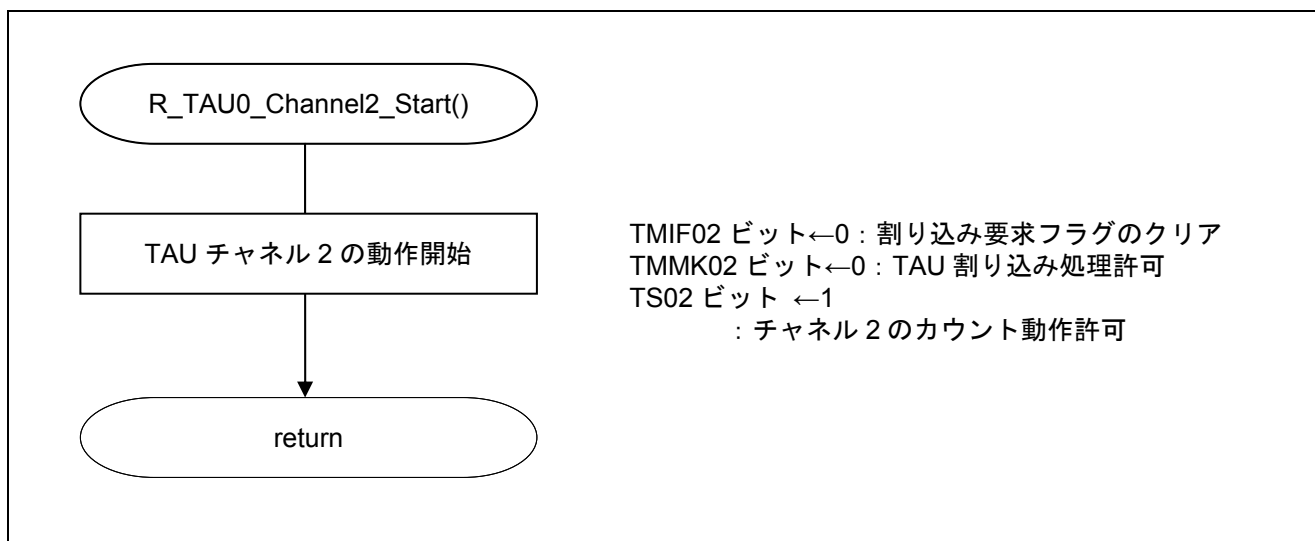 R_TAU0_Channel2_Start()
TAU チャネル 2 の動作開始
TMIF02 ビット←0：割り込み要求フラグのクリア
TMMK02 ビット←0：TAU 割り込み処理許可
TS02 ビット ←1
：チャネル 2 のカウント動作許可
return